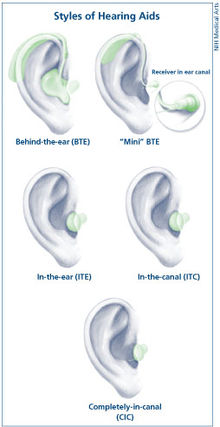 Styles of Hearing Aids
NIH Medical Arts
Receiver in ear canal
Behind-the-ear (BTE)
"Mini" BTE
In-the-ear (ITE)
In-the-canal (ITC)
Completely-in-canal
(CIC)